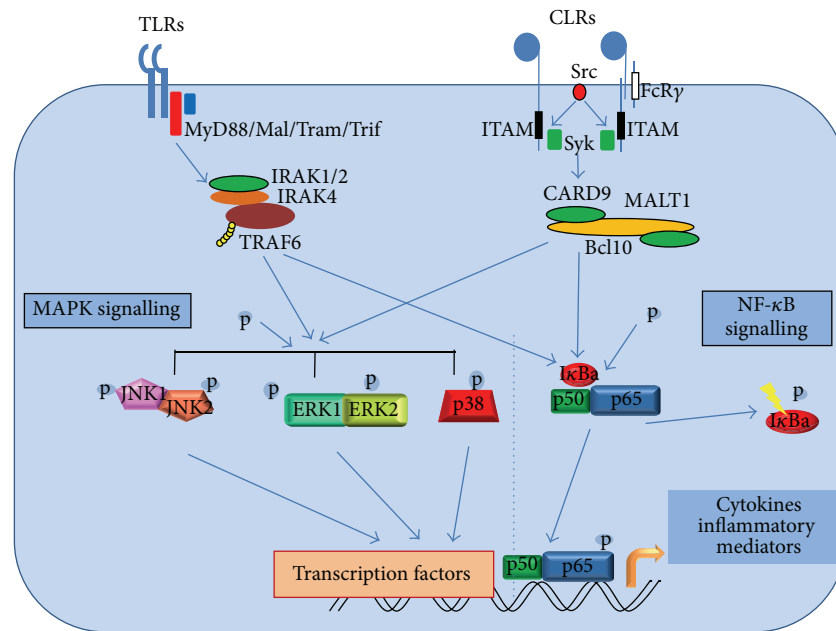 TLRs
CLRs
Src
FcRγ
MyD88/Mal/Tram/Trif
ITAM
Syk
ITAM
IRAK1/2
IRAK4
TRAF6
CARD9
MALT1
Bcl10
MAPK signalling
NF-κB
signalling
p
p
p
JNK1
JNK2
p
p
ERK1
ERK2
p
p
p38
IκBa
p50
p65
p
IκBa
Cytokines
inflammatory
mediators
Transcription factors
p50
p65
p